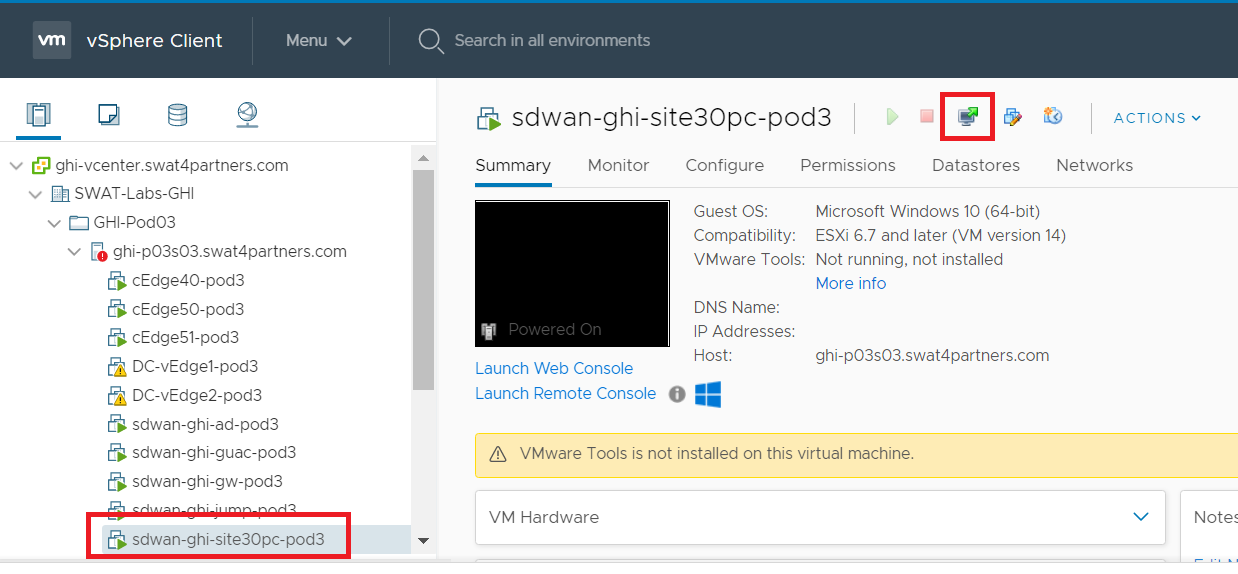 vm vSphere Client Menu Search in all environments
sdwan-ghi-site30pc-pod3 ACTIONS
Summary Monitor Configure Permissions Datastores Networks
ghi-vcenter.swat4partners.com
SWAT-Labs-GHI
GHI-Pod03
ghi-p03s03.swat4partners.com
cEdge40-pod3
cEdge50-pod3
cEdge51-pod3
DC-vEdge1-pod3
DC-vEdge2-pod3
sdwan-ghi-ad-pod3
sdwan-ghi-guac-pod3
sdwan-ghi-gw-pod3
sdwan-ghi-jump-pod3
sdwan-ghi-site30pc-pod3
Powered On
Launch Web Console
Launch Remote Console
Guest OS: Microsoft Windows 10 (64-bit)
Compatibility: ESXi 6.7 and later (VM version 14)
VMware Tools: Not running, not installed
More info
DNS Name:
IP Addresses:
Host: ghi-p03s03.swat4partners.com
VMware Tools is not installed on this virtual machine.
VM Hardware
Notes